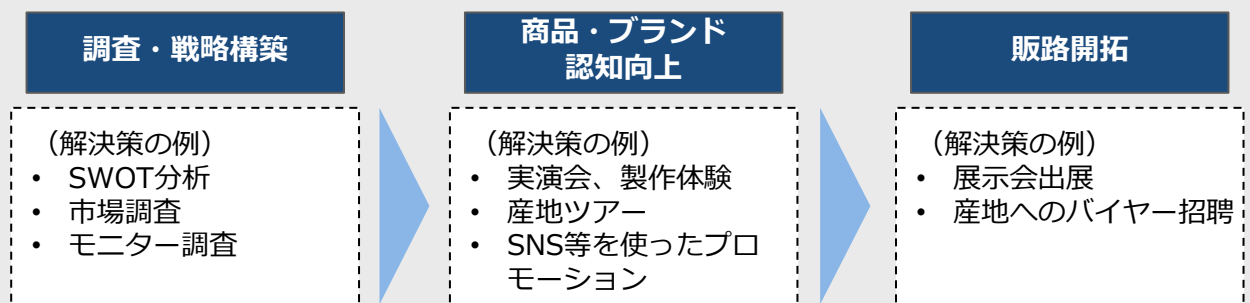 調査・戦略構築
（解決策の例）
• SWOT分析
• 市場調査
• モニター調査
商品・ブランド
認知向上
（解決策の例）
• 実演会、製作体験
• 産地ツアー
• SNS等を使ったプロ
モーション
販路開拓
（解決策の例）
• 展示会出展
• 産地へのバイヤー招聘